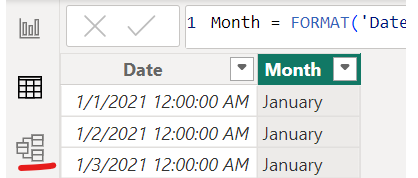 1 Month = FORMAT('Date
Date Month
1/1/2021 12:00:00 AM January
1/2/2021 12:00:00 AM January
1/3/2021 12:00:00 AM January